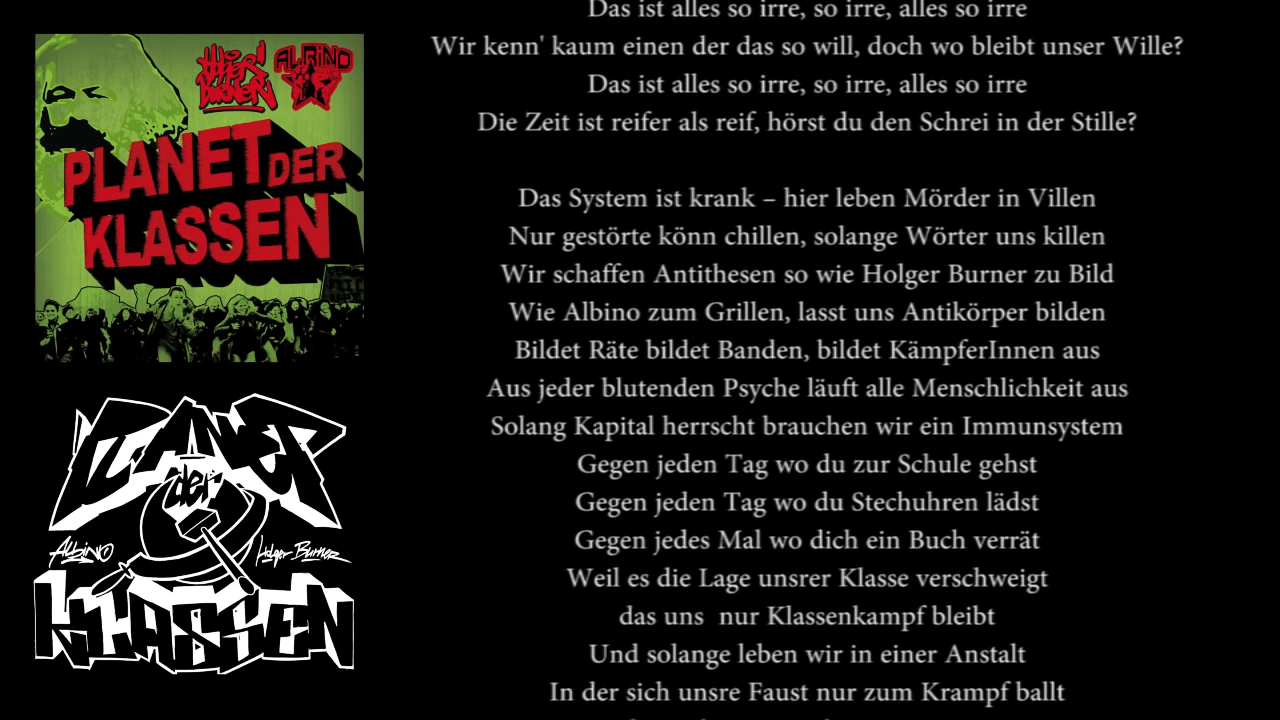 Holger
Burner
ALBINO
PLANET DER
KLASSEN
PLANET
der
Albino
Holger Burner
KLASSEN
Das ist alles so irre, so irre, alles so irre
Wir kenn' kaum einen der das so will, doch wo bleibt unser Wille?
Das ist alles so irre, so irre, alles so irre
Die Zeit ist reifer als reif, hörst du den Schrei in der Stille?
Das System ist krank – hier leben Mörder in Villen
Nur gestörte könn chillen, solange Wörter uns killen
Wir schaffen Antithesen so wie Holger Burner zu Bild
Wie Albino zum Grillen, lasst uns Antikörper bilden
Bildet Räte bildet Banden, bildet KämpferInnen aus
Aus jeder blutenden Psyche läuft alle Menschlichkeit aus
Solang Kapital herrscht brauchen wir ein Immunsystem
Gegen jeden Tag wo du zur Schule gehst
Gegen jeden Tag wo du Stechuhren lädst
Gegen jedes Mal wo dich ein Buch verrät
Weil es die Lage unsrer Klasse verschweigt
das uns  nur Klassenkampf bleibt
Und solange leben wir in einer Anstalt
In der sich unsre Faust nur zum Krampf ballt